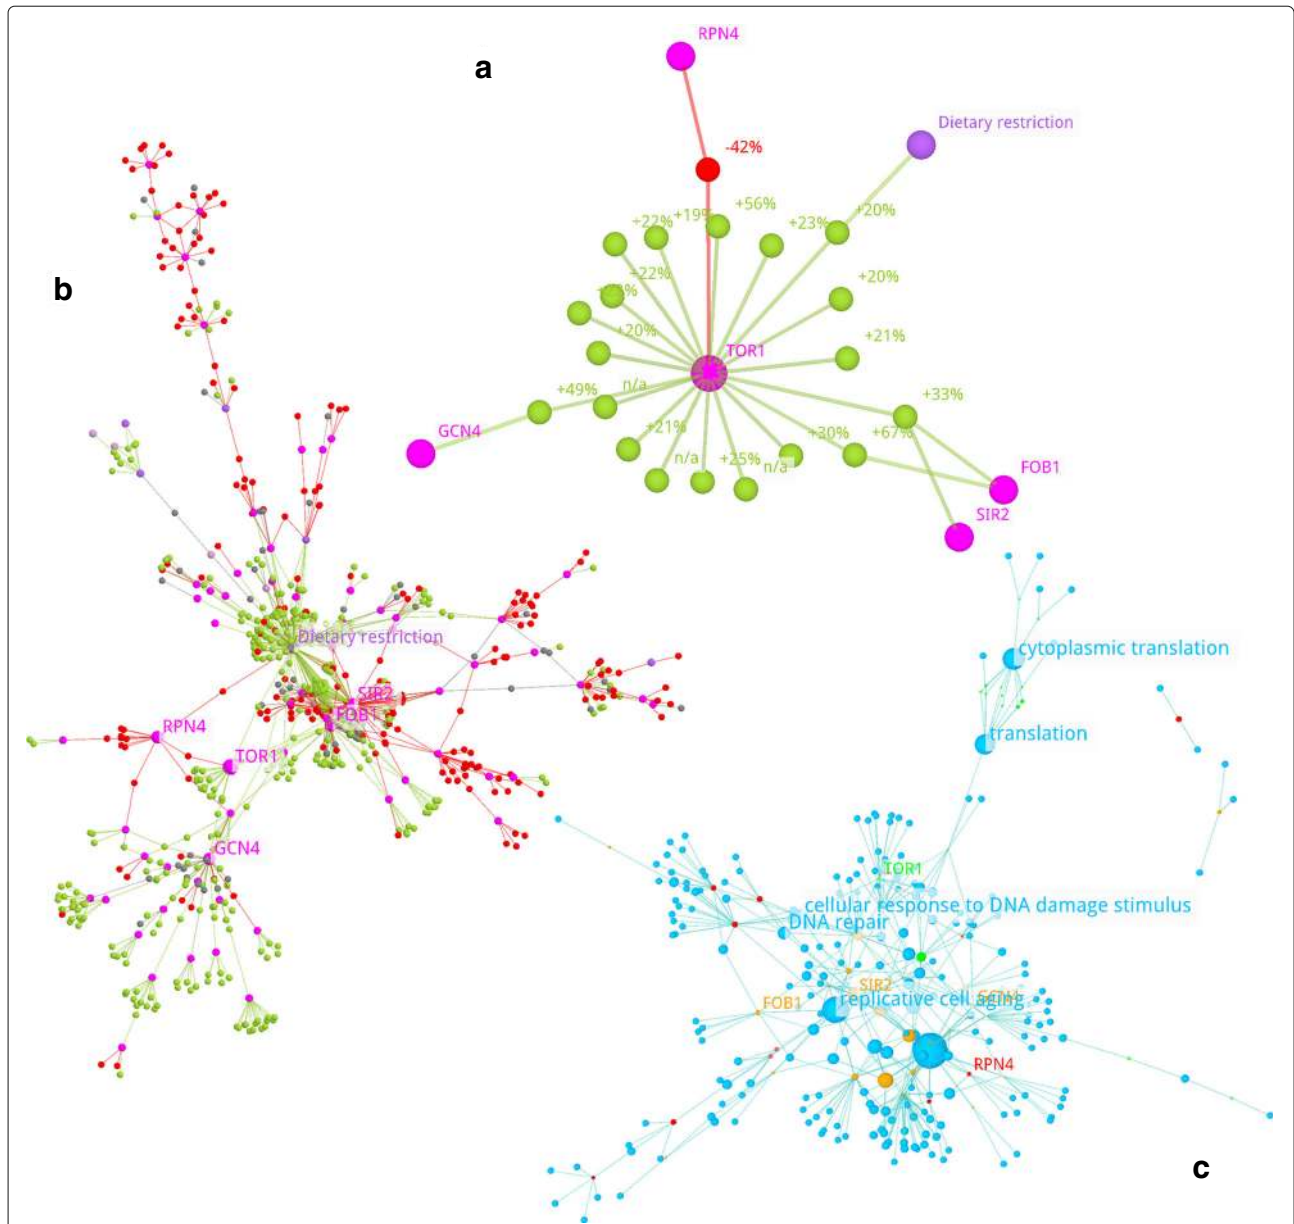 RPN4
a
Dietary restriction
-42%
+56%
+19%
+22%
+23%
+20%
+22%
+20%
b
+20%
+21%
TOR1
+49%
n/a
+33%
GCN4
+21%
+30%
+67%
n/a
+25%
n/a
FOB1
SIR2
Dietary restriction
cytoplasmic translation
SIR2
FOB1
RPN4
translation
TOR1
GCN4
TOR1
cellular response to DNA damage stimulus
DNA repair
SIR2
FOB1
replicative cell aging
RPN4
c